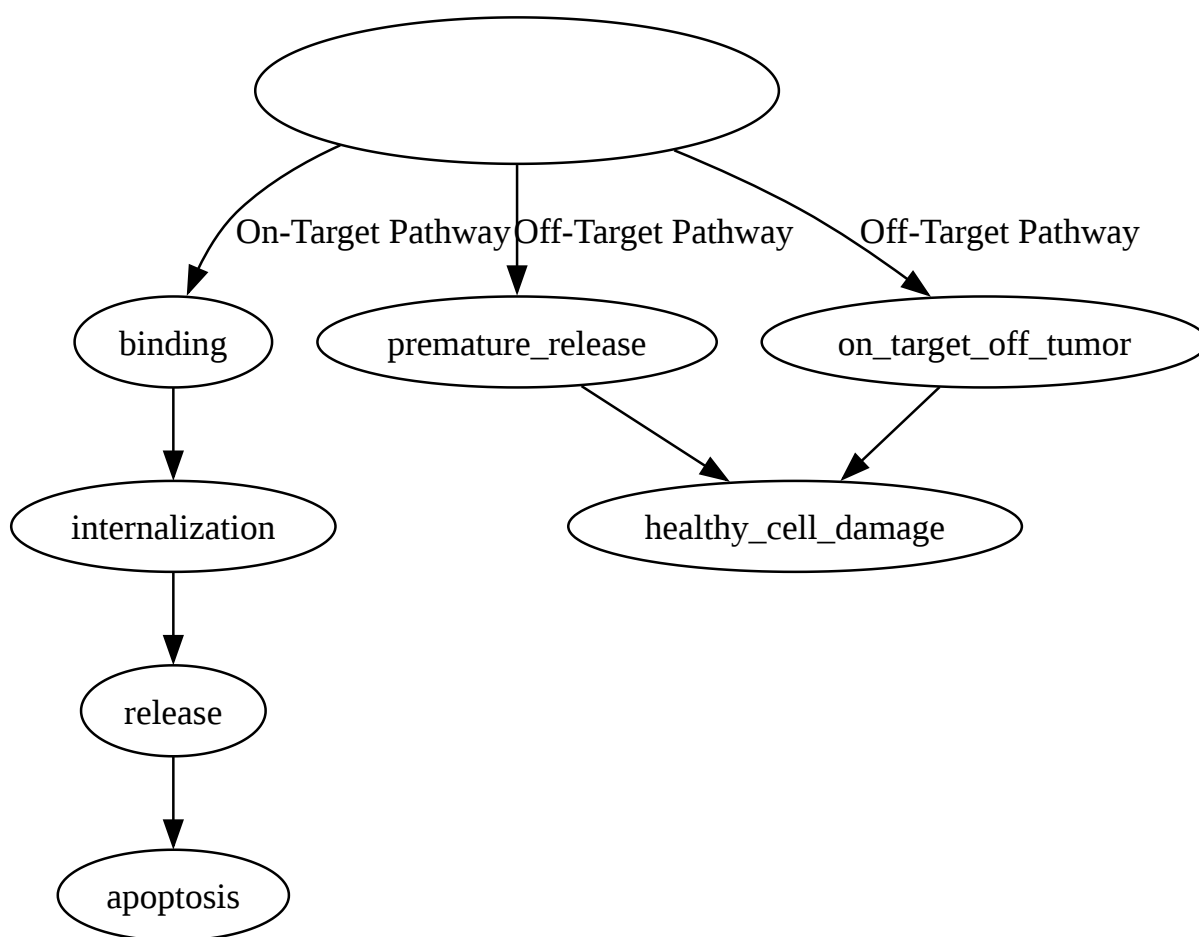 On-Target Pathway
Off-Target Pathway
Off-Target Pathway
binding
premature_release
on_target_off_tumor
internalization
healthy_cell_damage
release
apoptosis